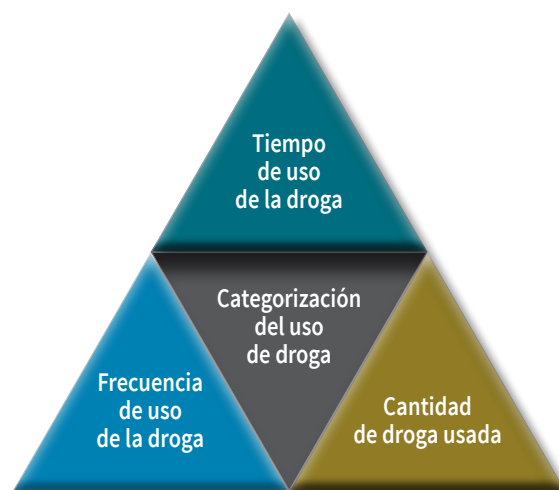 Tiempo
de uso
de la droga
Categorización
del uso
de droga
Frecuencia
de uso
de la droga
Cantidad
de droga usada